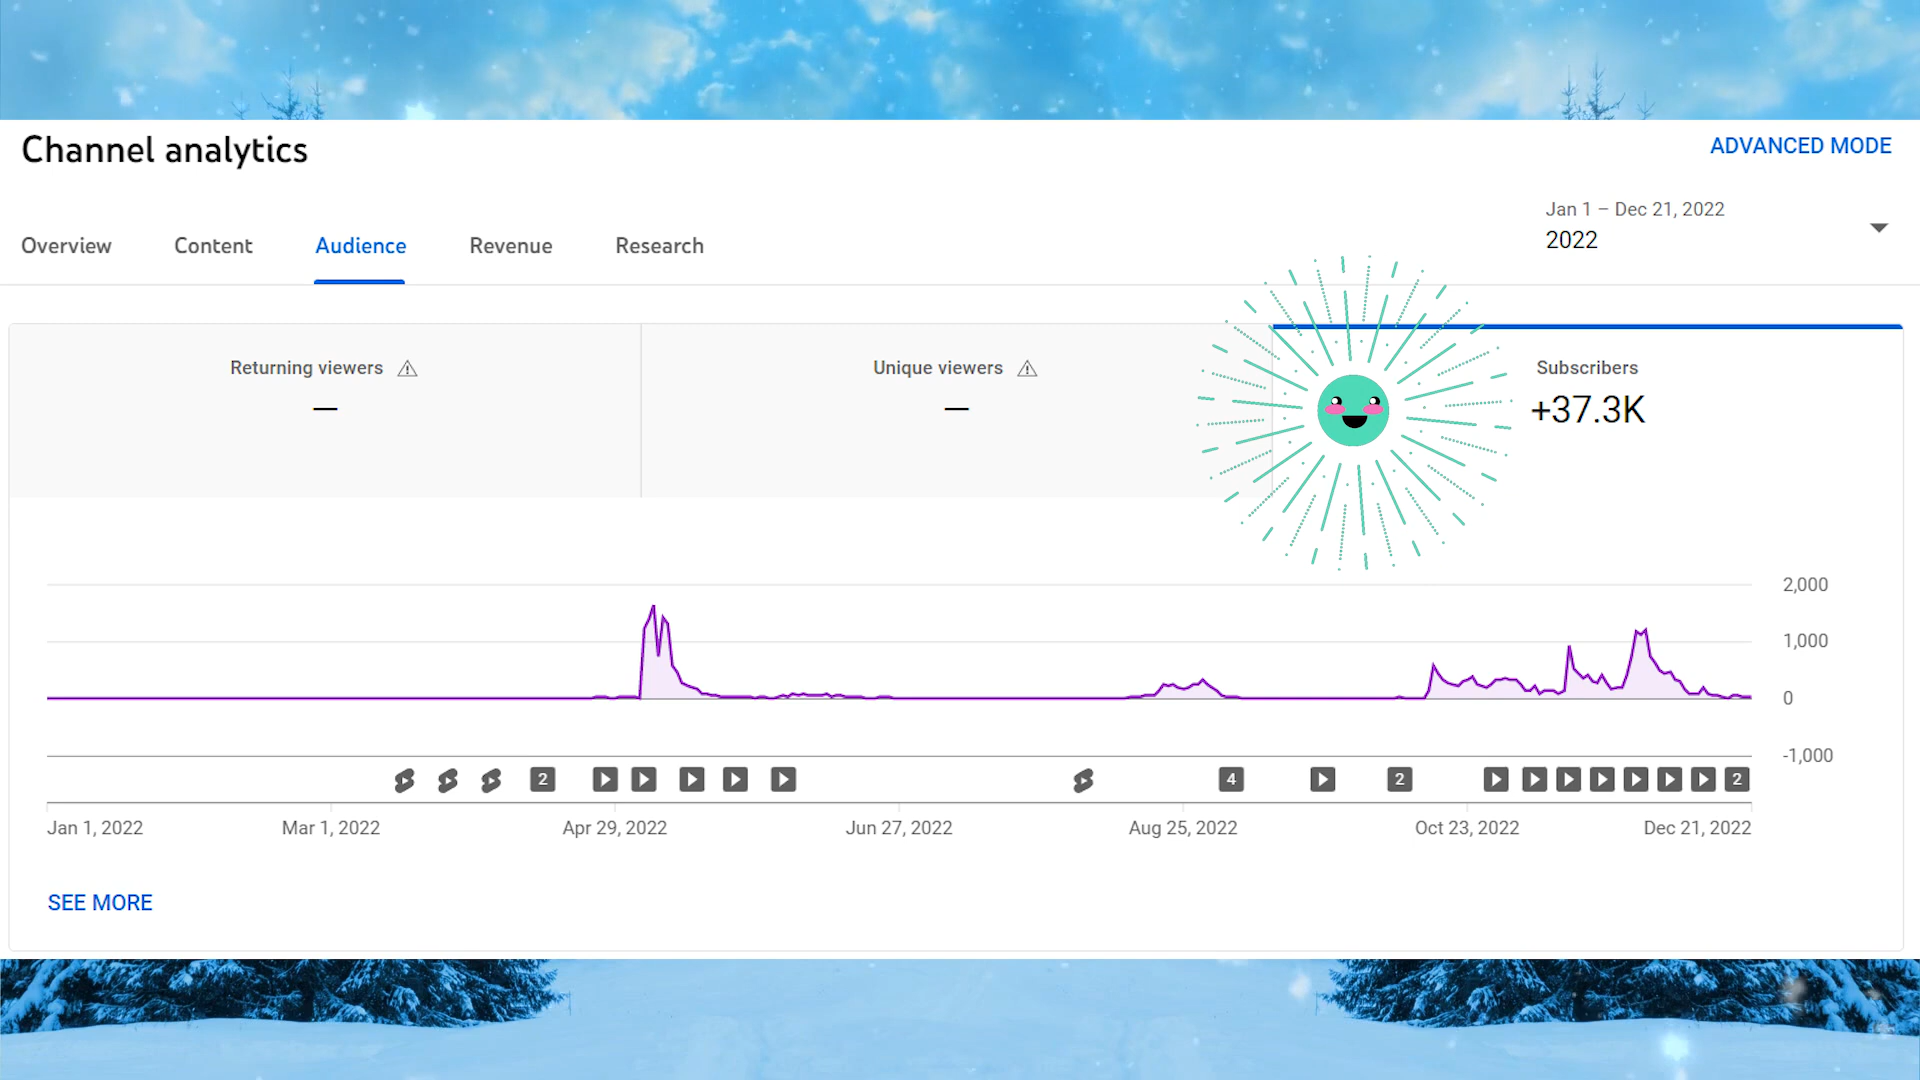 Channel analytics
ADVANCED MODE
Jan 1 – Dec 21, 2022
2022
Overview Content Audience Revenue Research
Returning viewers
—
Unique viewers
—
Subscribers
+37.3K
2,000
1,000
0
-1,000
2 4 2 2
Jan 1, 2022 Mar 1, 2022 Apr 29, 2022 Jun 27, 2022 Aug 25, 2022 Oct 23, 2022 Dec 21, 2022
SEE MORE